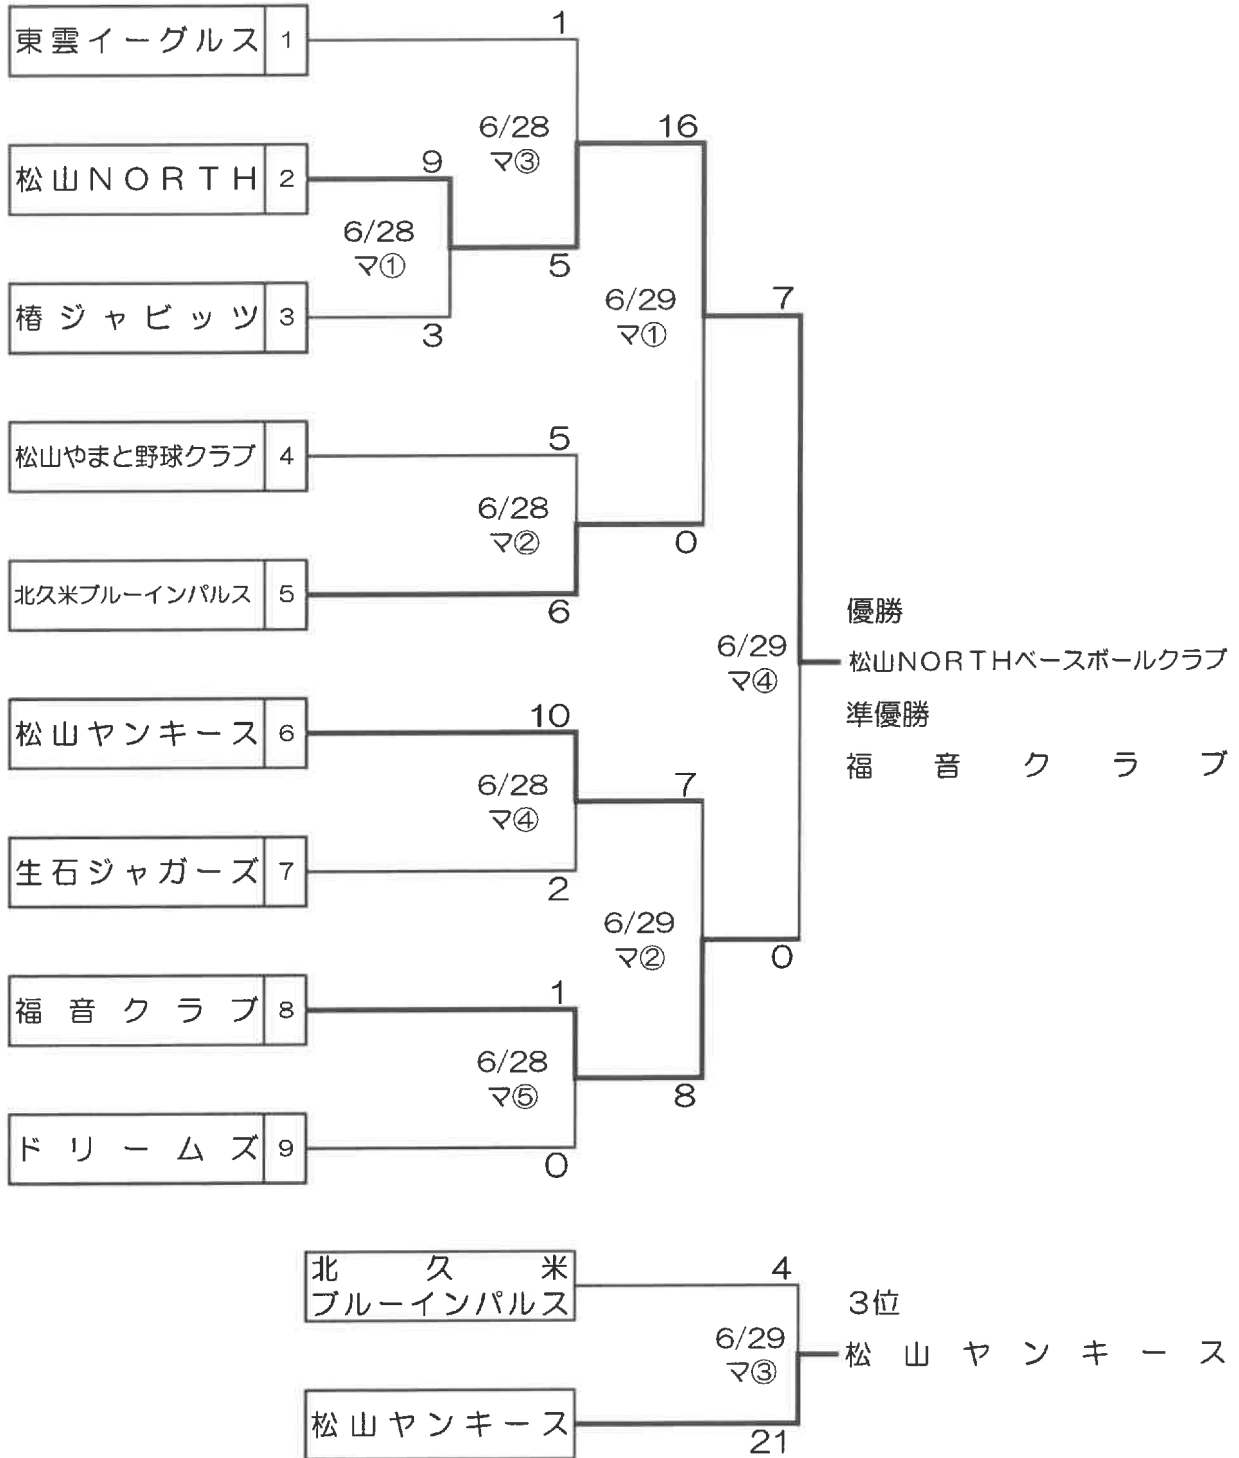 東雲イーグルス 1
1
6/28
マ③
16
松山NORTH 2
9
6/28
マ①
5
椿ジャビッツ 3
3
6/29
マ①
7
松山やまと野球クラブ 4
5
6/28
マ②
0
北久米ブルーインパルス 5
6
優勝
6/29
マ④
松山NORTHベースボールクラブ
準優勝
福音クラブ
松山ヤンキース 6
10
6/28
マ④
7
生石ジャガーズ 7
2
6/29
マ②
0
福音クラブ 8
1
6/28
マ⑤
8
ドリームズ 9
0
北久米
ブルーインパルス
4
6/29
マ③
3位
松山ヤンキース
松山ヤンキース
21